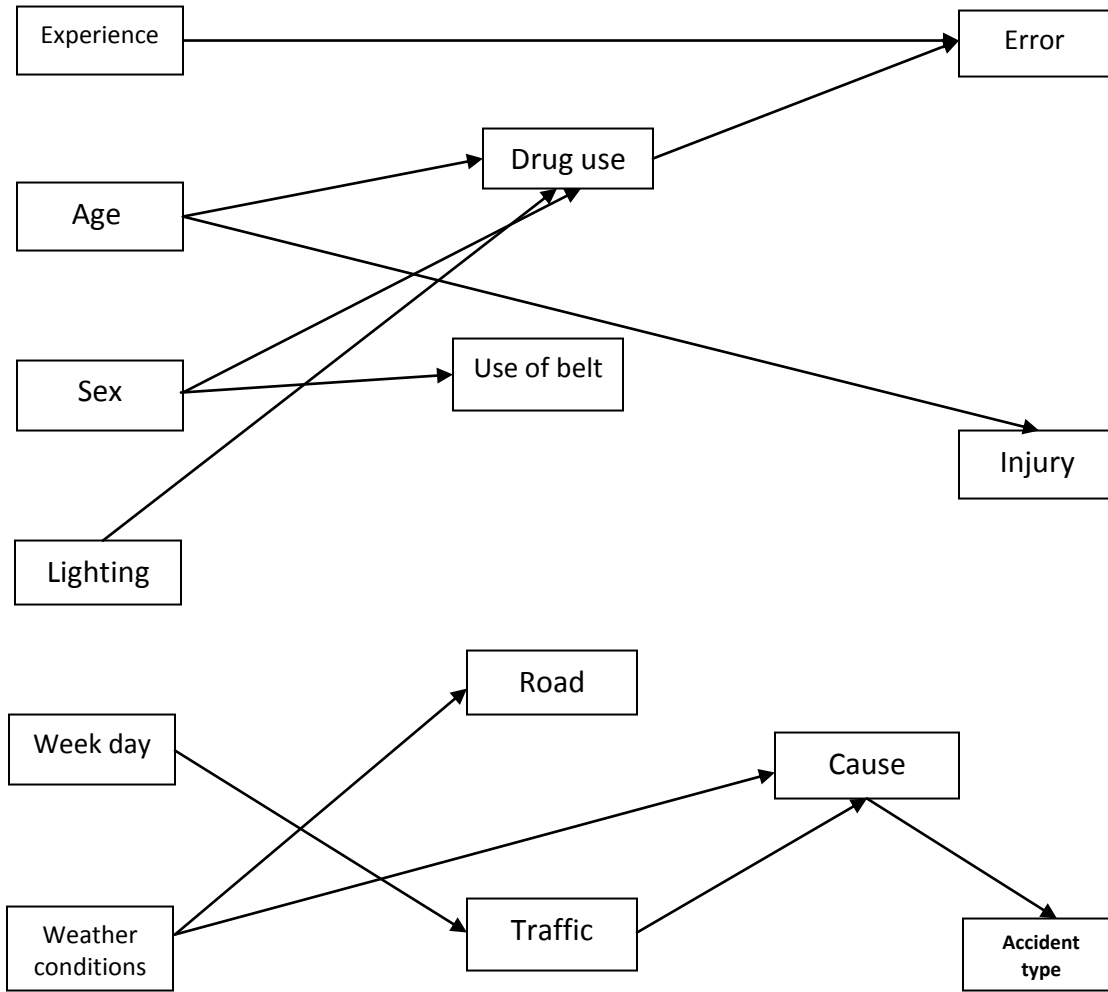 Experience
Error
Drug use
Age
Use of belt
Sex
Injury
Lighting
Road
Week day
Cause
Traffic
Weather
conditions
Accident
type